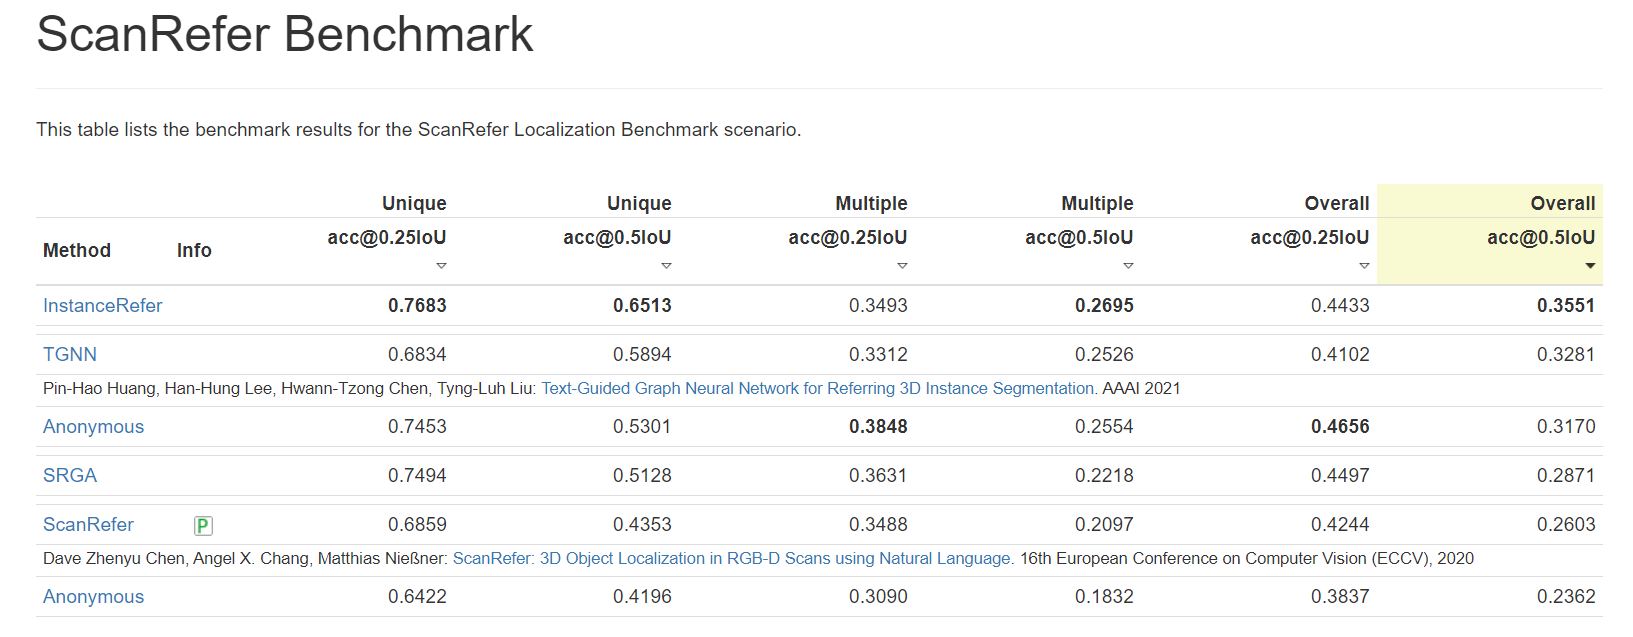 ScanRefer Benchmark
This table lists the benchmark results for the ScanRefer Localization Benchmark scenario.
Unique Unique Multiple Multiple Overall Overall
Method Info acc@0.25IoU acc@0.5IoU acc@0.25IoU acc@0.5IoU acc@0.25IoU acc@0.5IoU
InstanceRefer 0.7683 0.6513 0.3493 0.2695 0.4433 0.3551
TGNN 0.6834 0.5894 0.3312 0.2526 0.4102 0.3281
Pin-Hao Huang, Han-Hung Lee, Hwann-Tzong Chen, Tyng-Luh Liu: Text-Guided Graph Neural Network for Referring 3D Instance Segmentation. AAAI 2021
Anonymous 0.7453 0.5301 0.3848 0.2554 0.4656 0.3170
SRGA 0.7494 0.5128 0.3631 0.2218 0.4497 0.2871
ScanRefer P 0.6859 0.4353 0.3488 0.2097 0.4244 0.2603
Dave Zhenyu Chen, Angel X. Chang, Matthias Nießner: ScanRefer: 3D Object Localization in RGB-D Scans using Natural Language. 16th European Conference on Computer Vision (ECCV), 2020
Anonymous 0.6422 0.4196 0.3090 0.1832 0.3837 0.2362